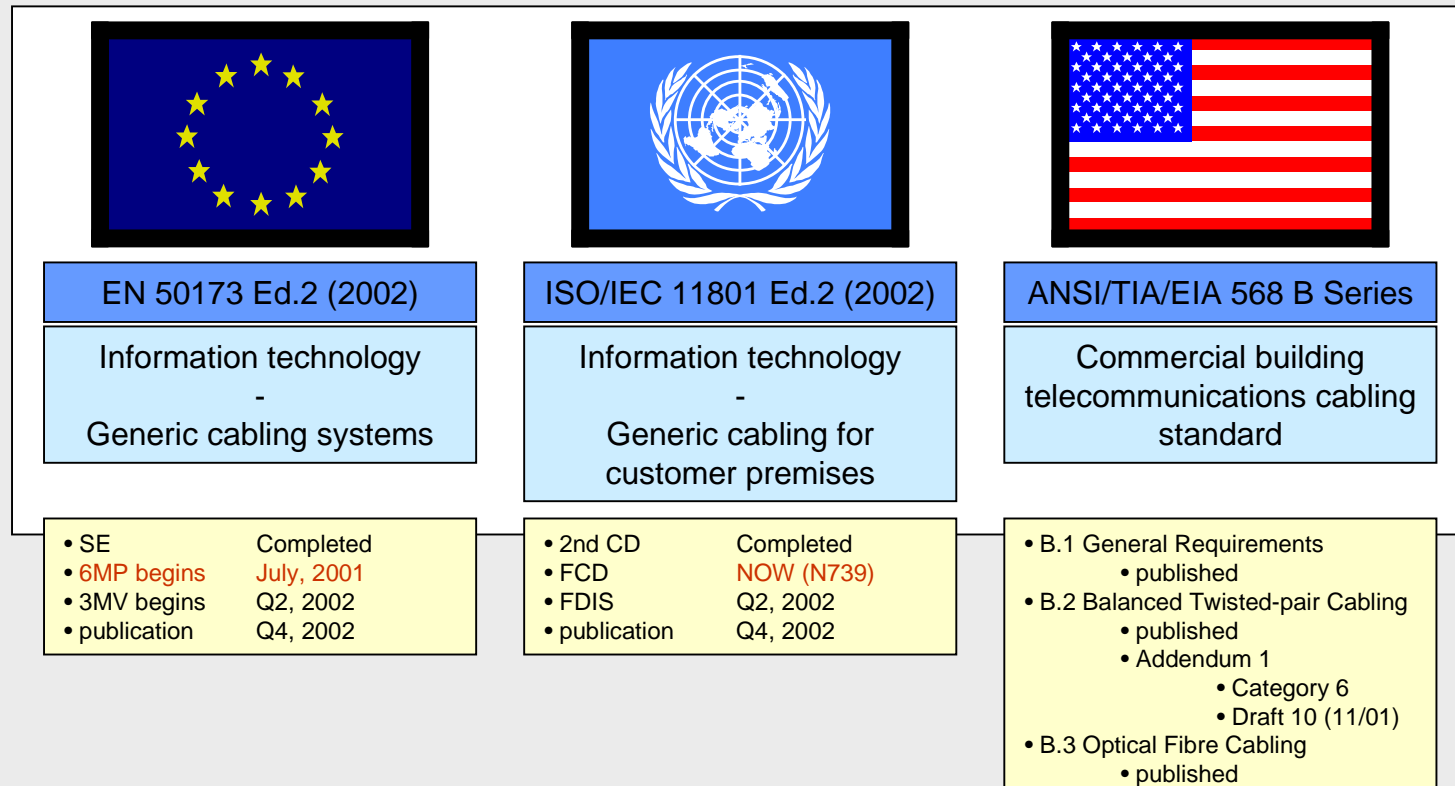 EN 50173 Ed.2 (2002)
Information technology
-
Generic cabling systems
• SE Completed
• 6MP begins July, 2001
• 3MV begins Q2, 2002
• publication Q4, 2002
ISO/IEC 11801 Ed.2 (2002)
Information technology
-
Generic cabling for
customer premises
• 2nd CD Completed
• FCD NOW (N739)
• FDIS Q2, 2002
• publication Q4, 2002
ANSI/TIA/EIA 568 B Series
Commercial building
telecommunications cabling
standard
• B.1 General Requirements
• published
• B.2 Balanced Twisted-pair Cabling
• published
• Addendum 1
• Category 6
• Draft 10 (11/01)
• B.3 Optical Fibre Cabling
• published